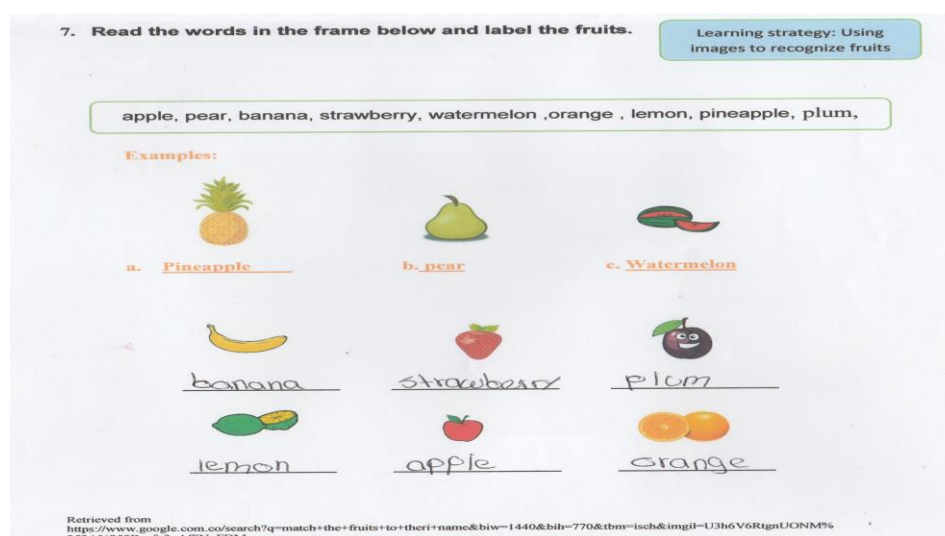 7. Read the words in the frame below and label the fruits.
Learning strategy: Using
images to recognize fruits
apple, pear, banana, strawberry, watermelon ,orange , lemon, pineapple, plum,
Examples:
a. Pineapple
b. pear
c. Watermelon
banana
strawberry
plum
lemon
apple
orange
Retrieved from
https://www.google.com.co/search?q=match+the+fruits+to+theri+name&biw=1440&bih=770&tbm=isch&imgil=U3h6V6RtgnUONM%